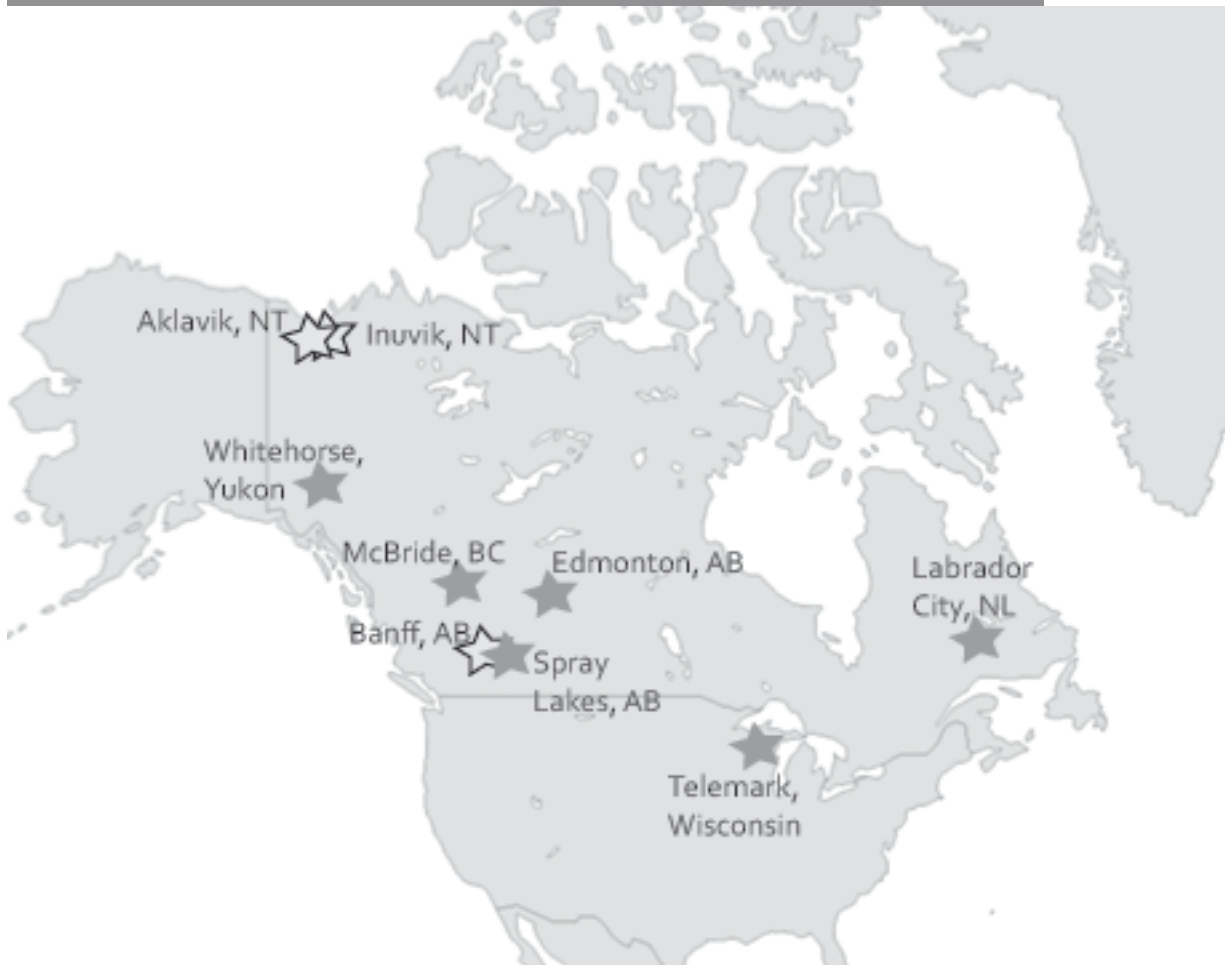 Aklavik, NT
Inuvik, NT
Whitehorse,
Yukon
McBride, BC
Edmonton, AB
Labrador
City, NL
Banff, AB
Spray
Lakes, AB
Telemark,
Wisconsin